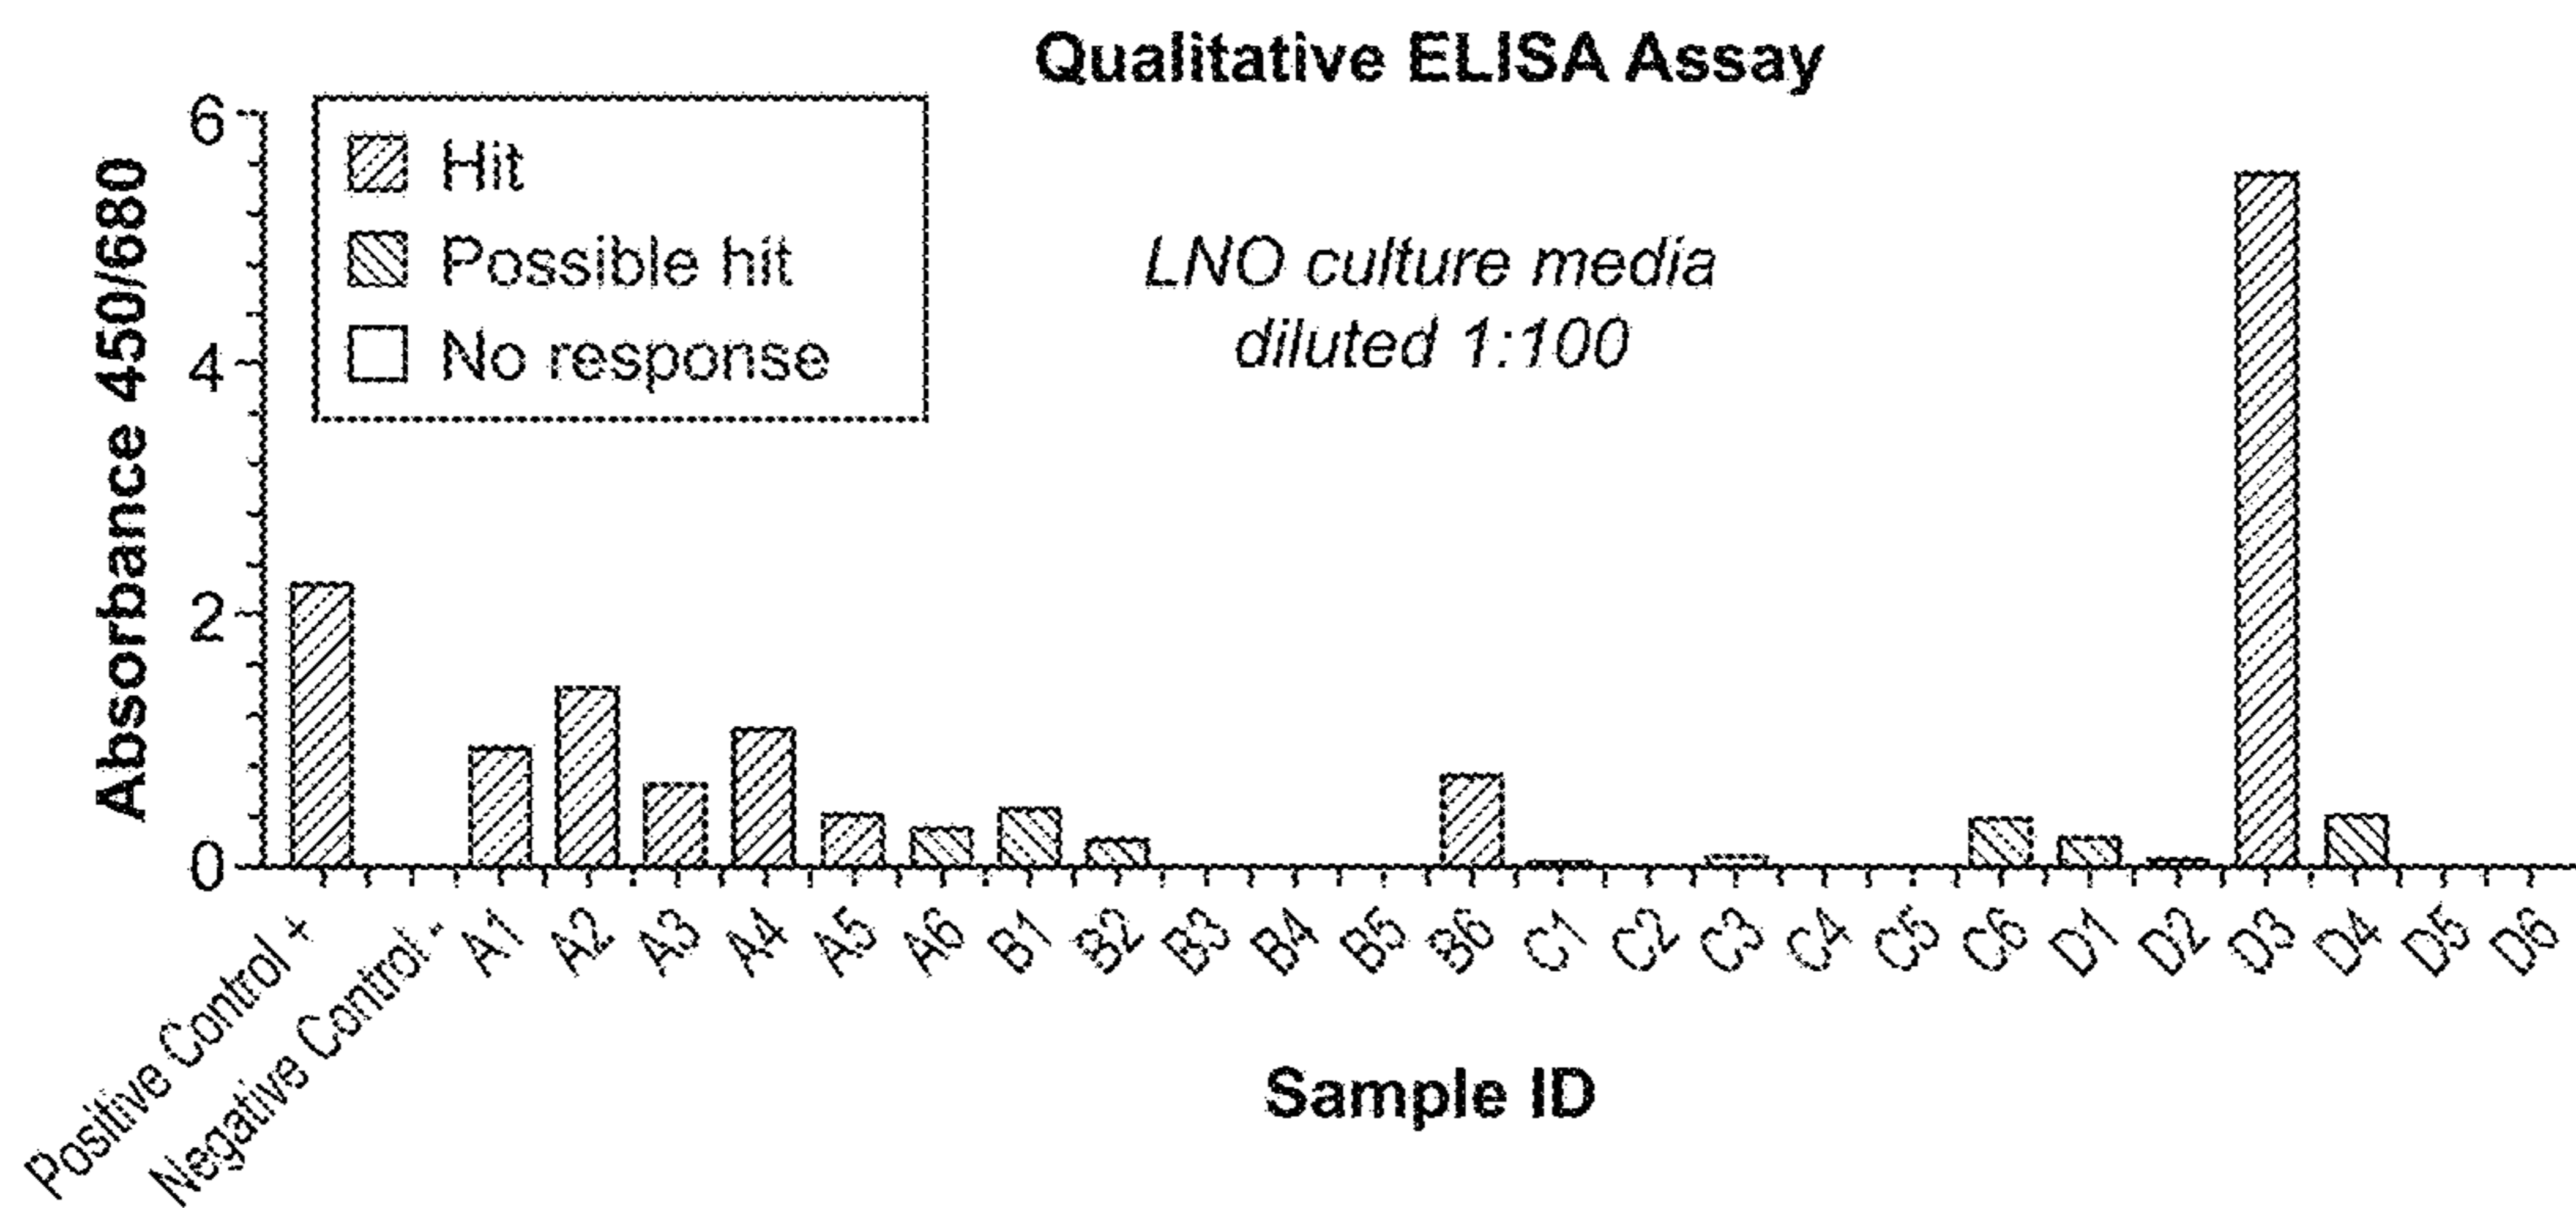 Qualitative ELISA Assay
Absorbance 450/680
6
4
2
0
Hit
Possible hit
No response
LNO culture media
diluted 1:100
Positive Control +
Negative Control -
A1
A2
A3
A4
A5
A6
B1
B2
B3
B4
B5
B6
C1
C2
C3
C4
C5
C6
D1
D2
D3
D4
D5
D6
Sample ID